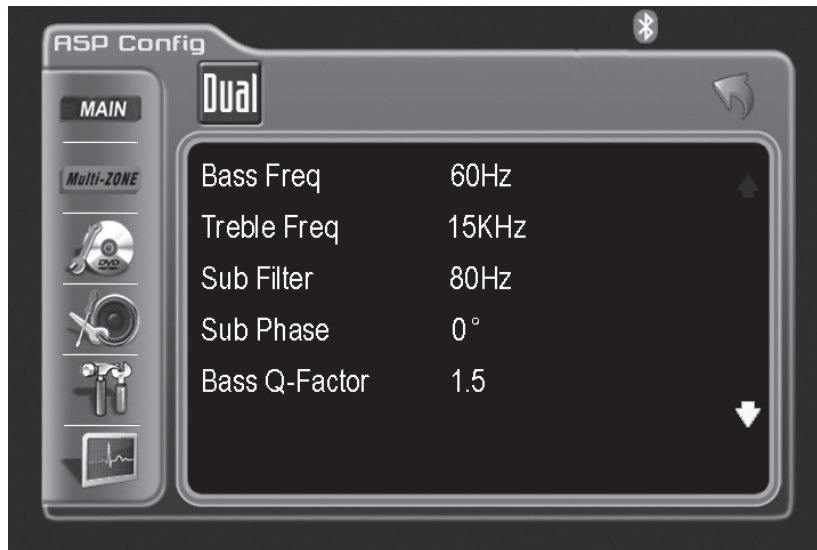 ASP Config
Dual
MAIN
Multi-ZONE
DVD
Bass Freq 60Hz
Treble Freq 15KHz
Sub Filter 80Hz
Sub Phase 0°
Bass Q-Factor 1.5